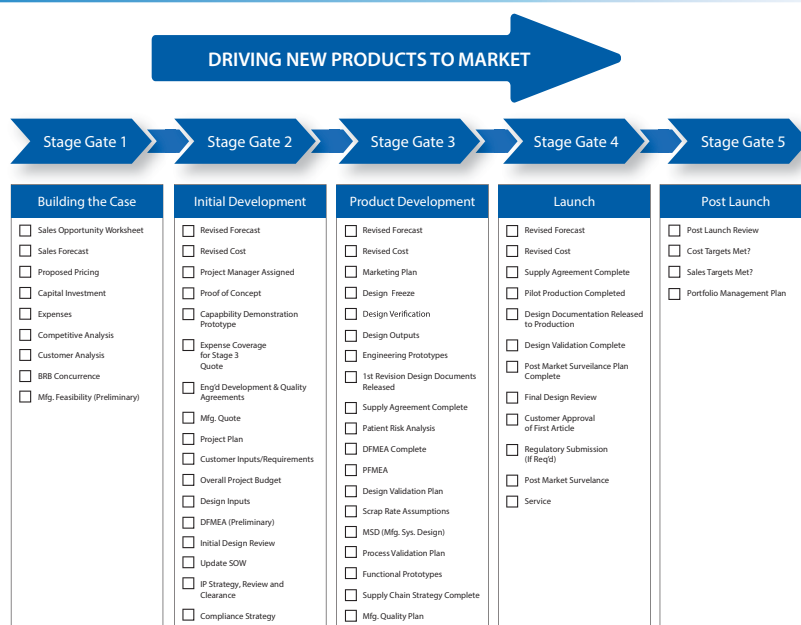 DRIVING NEW PRODUCTS TO MARKET
Stage Gate 1
Stage Gate 2
Stage Gate 3
Stage Gate 4
Stage Gate 5
Building the Case
Sales Opportunity Worksheet
Sales Forecast
Proposed Pricing
Capital Investment
Expenses
Competitive Analysis
Customer Analysis
BRB Concurrence
Mfg. Feasibility (Preliminary)
Initial Development
Revised Forecast
Revised Cost
Project Manager Assigned
Proof of Concept
Capapbility Demonstration
Prototype
Expense Coverage
for Stage 3
Quote
Eng'd Development & Quality
Agreements
Mfg. Quote
Project Plan
Customer Inputs/Requirements
Overall Project Budget
Design Inputs
DFMEA (Preliminary)
Initial Design Review
Update SOW
IP Strategy, Review and
Clearance
Compliance Strategy
Product Development
Revised Forecast
Revised Cost
Marketing Plan
Design Freeze
Design Verification
Design Outputs
Engineering Prototypes
1st Revision Design Documents
Released
Supply Agreement Complete
Patient Risk Analysis
DFMEA Complete
PFMEA
Design Validation Plan
Scrap Rate Assumptions
MSD (Mfg. Sys. Design)
Process Validation Plan
Functional Prototypes
Supply Chain Strategy Complete
Mfg. Quality Plan
Launch
Revised Forecast
Revised Cost
Supply Agreement Complete
Pilot Production Completed
Design Documentation Released
to Production
Design Validation Complete
Post Market Surveilance Plan
Complete
Final Design Review
Customer Approval
of First Article
Regulatory Submission
(If Req'd)
Post Market Survelance
Service
Post Launch
Post Launch Review
Cost Targets Met?
Sales Targets Met?
Portfolio Management Plan